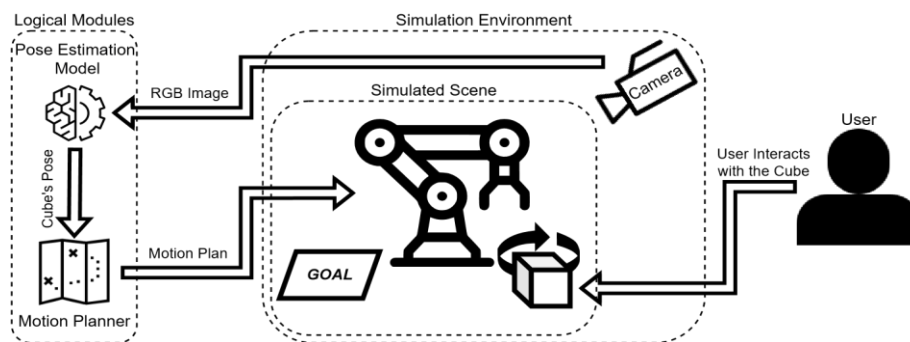 Logical Modules
Simulation Environment
Pose Estimation
Model
RGB Image
Simulated Scene
Camera
User
User Interacts
with the Cube
Cube's Pose
Motion Plan
GOAL
Motion Planner